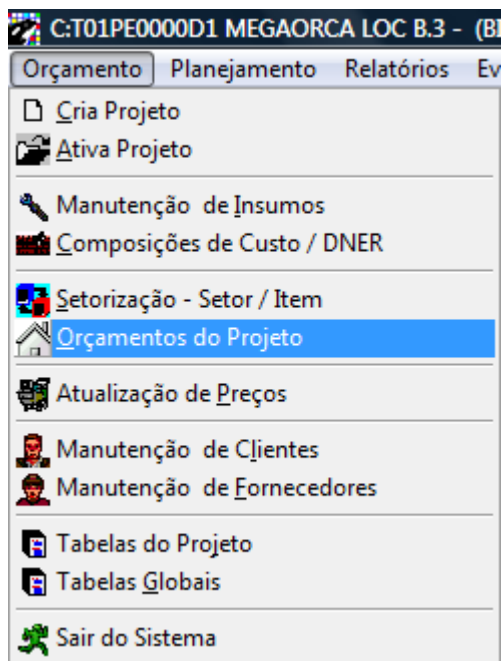 C:T01PE0000D1 MEGAORCA LOC B.3 - (B
Orçamento Planejamento Relatórios Ev
Cria Projeto
Ativa Projeto
Manutenção de Insumos
Composições de Custo / DNER
Setorização - Setor / Item
Orçamentos do Projeto
Atualização de Preços
Manutenção de Clientes
Manutenção de Fornecedores
Tabelas do Projeto
Tabelas Globais
Sair do Sistema